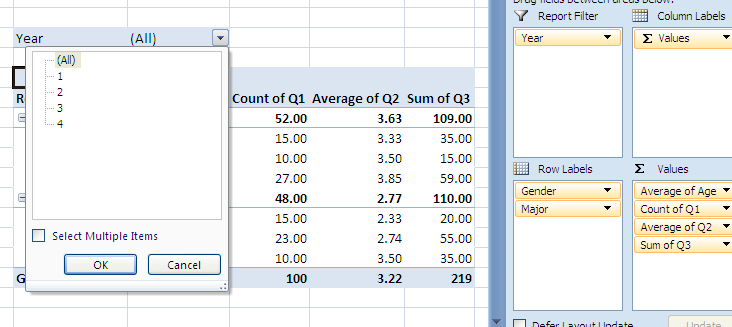 Drag fields between areas below:
Report Filter
Column Labels
Year
Σ Values
Row Labels
Σ Values
Gender
Major
Average of Age
Count of Q1
Average of Q2
Sum of Q3
Defer Layout Update
Update
Year (All)
(All)
1
2
3
4
Select Multiple Items
OK Cancel
R Count of Q1 Average of Q2 Sum of Q3
52.00 3.63 109.00
15.00 3.33 35.00
10.00 3.50 15.00
27.00 3.85 59.00
48.00 2.77 110.00
15.00 2.33 20.00
23.00 2.74 55.00
10.00 3.50 35.00
G 100 3.22 219